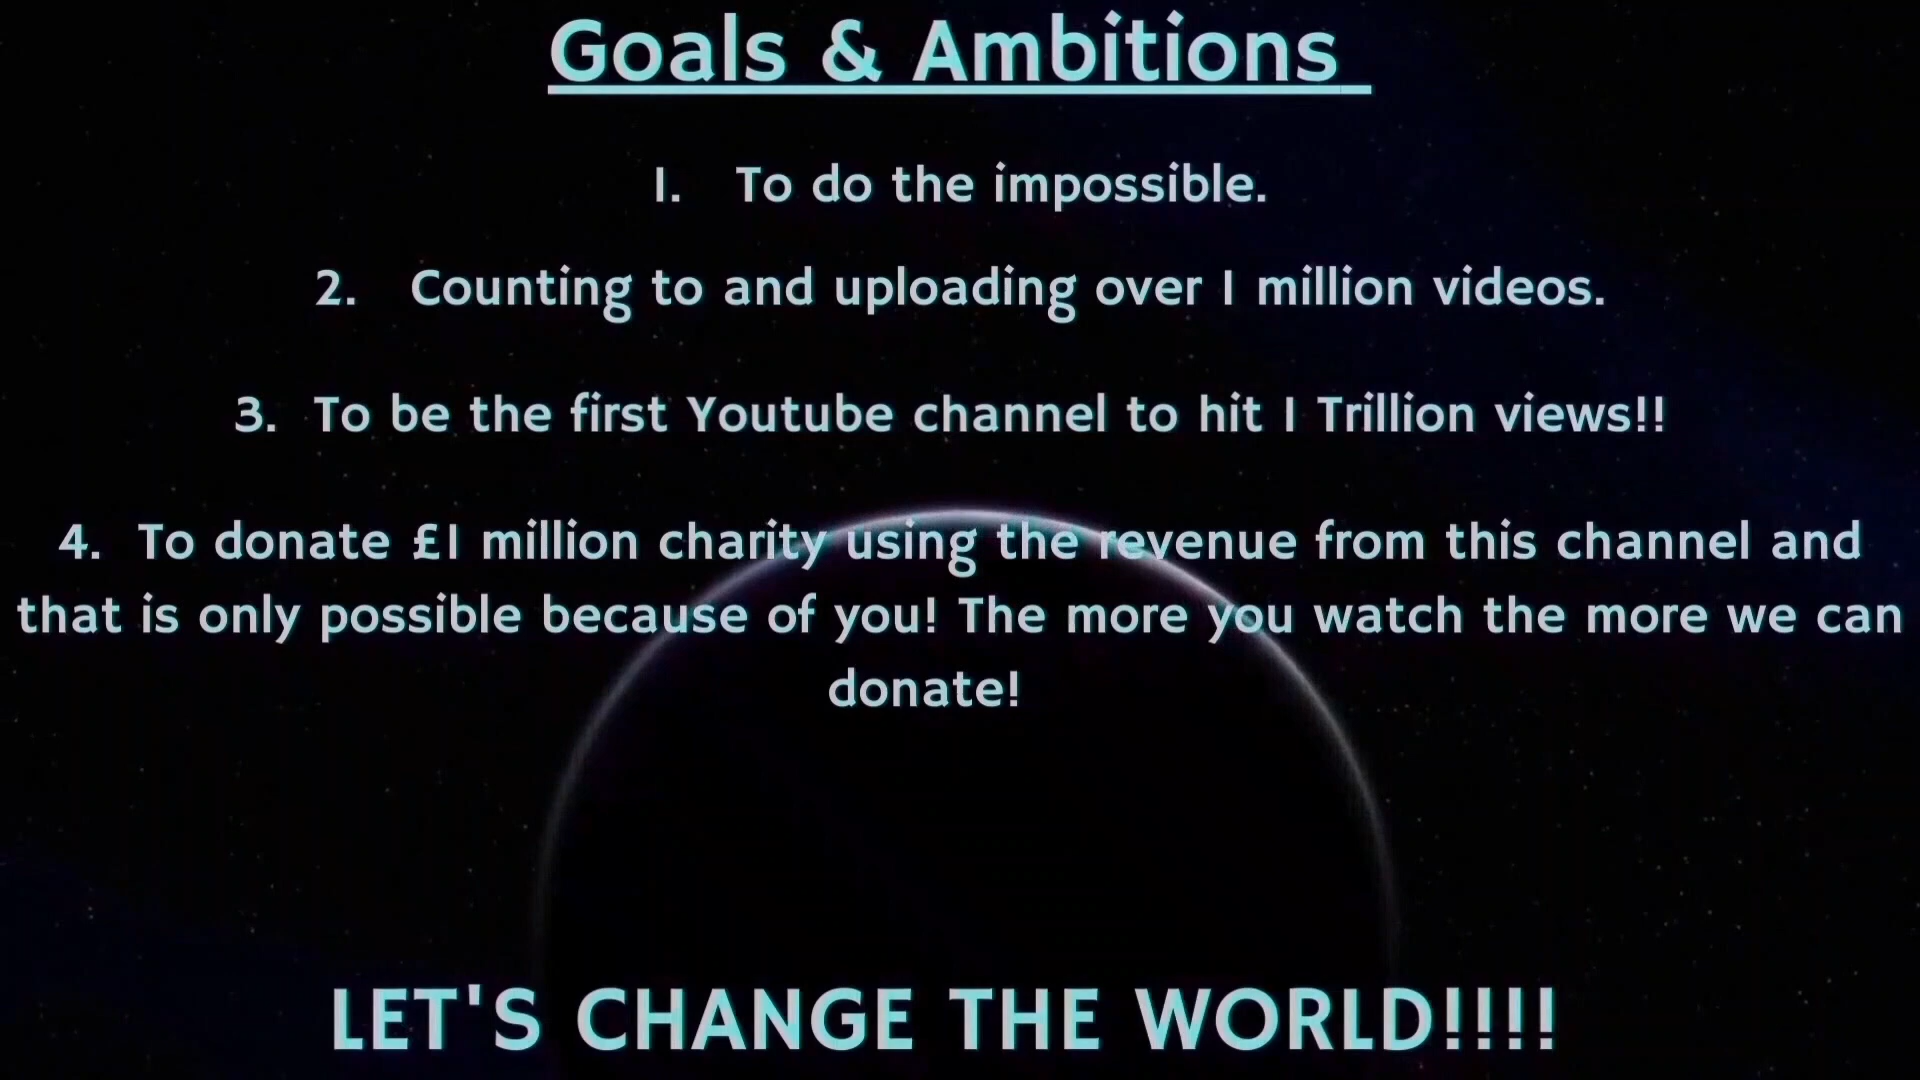 Goals & Ambitions
1. To do the impossible.
2. Counting to and uploading over 1 million videos.
3. To be the first Youtube channel to hit 1 Trillion views!!
4. To donate £1 million charity using the revenue from this channel and
that is only possible because of you! The more you watch the more we can
donate!
LET'S CHANGE THE WORLD!!!!